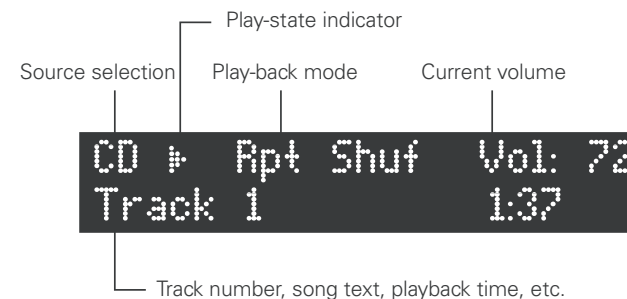 Play-state indicator
Source selection Play-back mode Current volume
CD Rpt Shuf Vol: 72
Track 1 1:37
Track number, song text, playback time, etc.